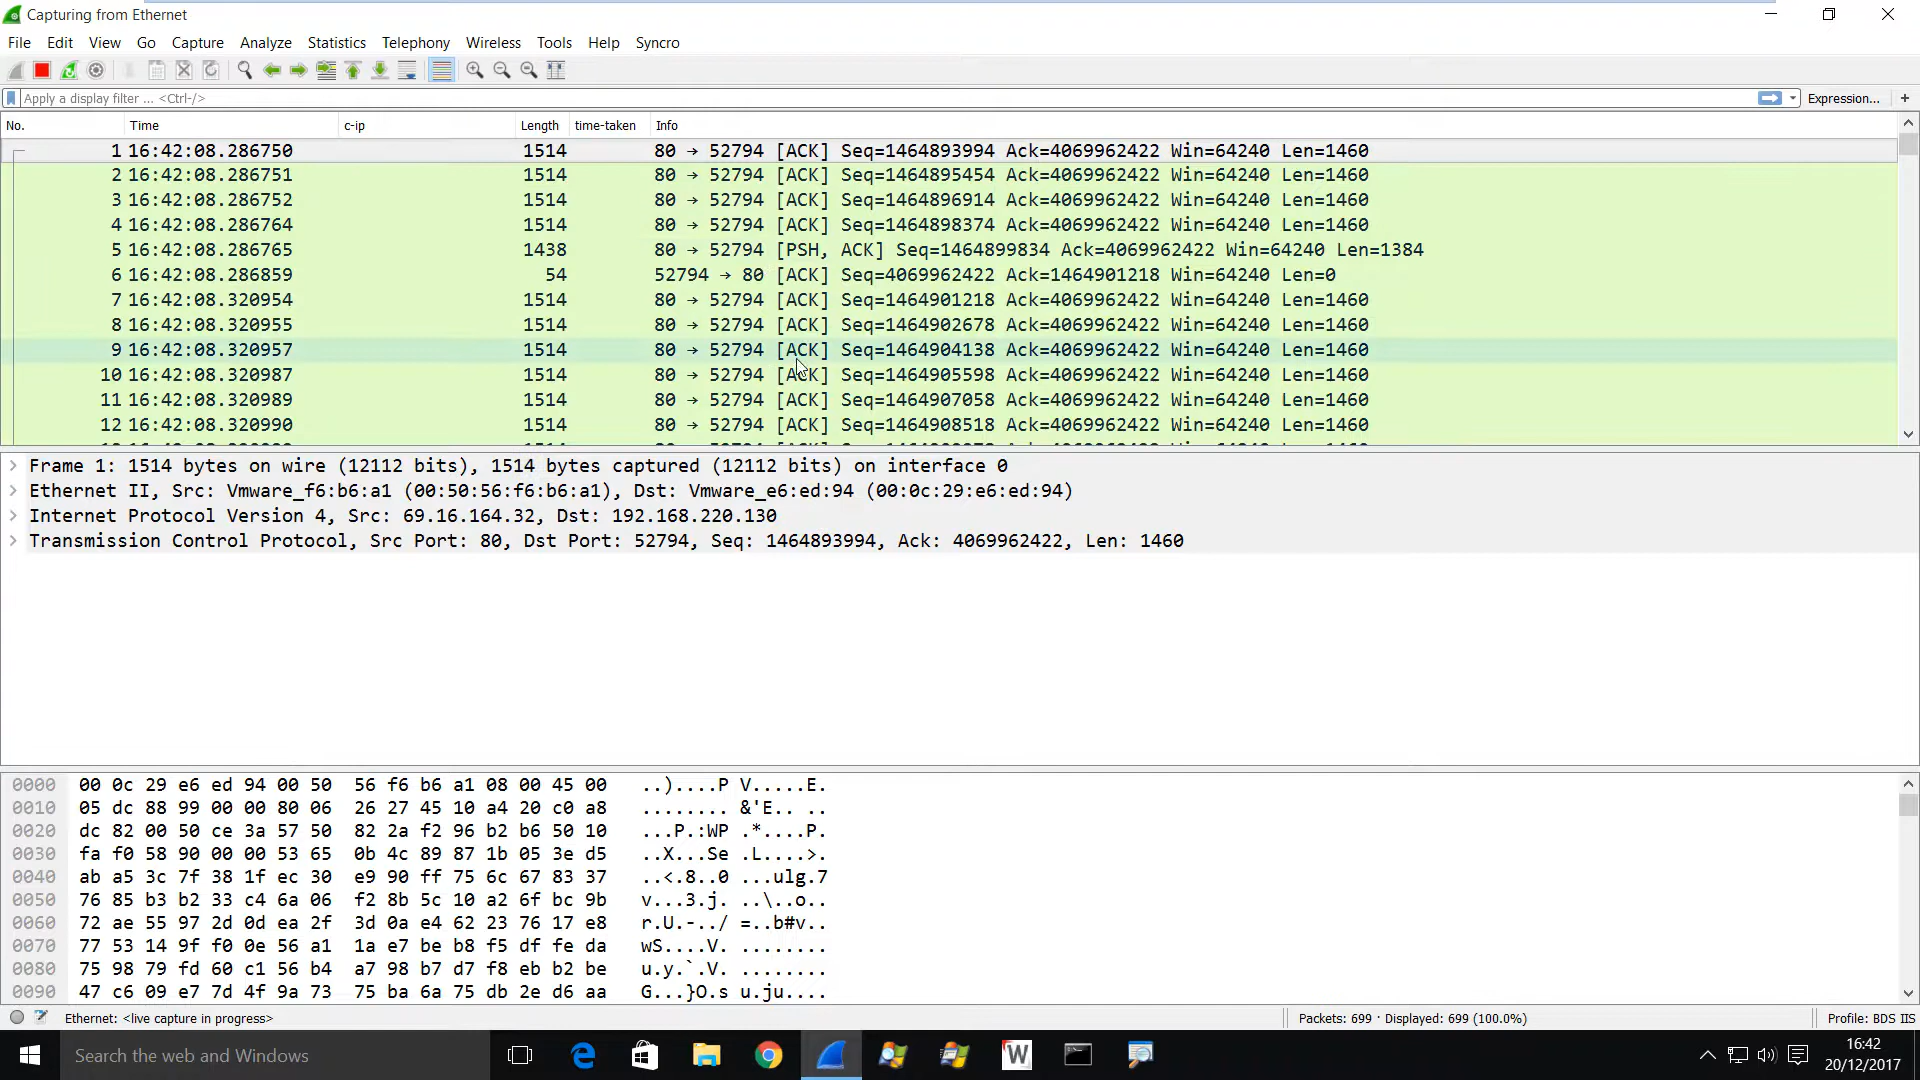 Capturing from Ethernet
File Edit View Go Capture Analyze Statistics Telephony Wireless Tools Help Syncro
Apply a display filter ... <Ctrl-/> Expression... +
No. Time c-ip Length time-taken Info
1 16:42:08.286750 1514 80 → 52794 [ACK] Seq=1464893994 Ack=4069962422 Win=64240 Len=1460
2 16:42:08.286751 1514 80 → 52794 [ACK] Seq=1464895454 Ack=4069962422 Win=64240 Len=1460
3 16:42:08.286752 1514 80 → 52794 [ACK] Seq=1464896914 Ack=4069962422 Win=64240 Len=1460
4 16:42:08.286764 1514 80 → 52794 [ACK] Seq=1464898374 Ack=4069962422 Win=64240 Len=1460
5 16:42:08.286765 1438 80 → 52794 [PSH, ACK] Seq=1464899834 Ack=4069962422 Win=64240 Len=1384
6 16:42:08.286859 54 52794 → 80 [ACK] Seq=4069962422 Ack=1464901218 Win=64240 Len=0
7 16:42:08.320954 1514 80 → 52794 [ACK] Seq=1464901218 Ack=4069962422 Win=64240 Len=1460
8 16:42:08.320955 1514 80 → 52794 [ACK] Seq=1464902678 Ack=4069962422 Win=64240 Len=1460
9 16:42:08.320957 1514 80 → 52794 [ACK] Seq=1464904138 Ack=4069962422 Win=64240 Len=1460
10 16:42:08.320987 1514 80 → 52794 [ACK] Seq=1464905598 Ack=4069962422 Win=64240 Len=1460
11 16:42:08.320989 1514 80 → 52794 [ACK] Seq=1464907058 Ack=4069962422 Win=64240 Len=1460
12 16:42:08.320990 1514 80 → 52794 [ACK] Seq=1464908518 Ack=4069962422 Win=64240 Len=1460
Frame 1: 1514 bytes on wire (12112 bits), 1514 bytes captured (12112 bits) on interface 0
Ethernet II, Src: Vmware_f6:b6:a1 (00:50:56:f6:b6:a1), Dst: Vmware_e6:ed:94 (00:0c:29:e6:ed:94)
Internet Protocol Version 4, Src: 69.16.164.32, Dst: 192.168.220.130
Transmission Control Protocol, Src Port: 80, Dst Port: 52794, Seq: 1464893994, Ack: 4069962422, Len: 1460
0000 00 0c 29 e6 ed 94 00 50 56 f6 b6 a1 08 00 45 00 ..)....P V.....E.
0010 05 dc 88 99 00 00 80 06 26 27 45 10 a4 20 c0 a8 ........ &'E.. ..
0020 dc 82 00 50 ce 3a 57 50 82 2a f2 96 b2 b6 50 10 ...P.:WP .*....P.
0030 fa f0 58 90 00 00 53 65 0b 4c 89 87 1b 05 3e d5 ..X...Se .L....>.
0040 ab a5 3c 7f 38 1f ec 30 e9 90 ff 75 6c 67 83 37 ..<.8..0 ...ulg.7
0050 76 85 b3 b2 33 c4 6a 06 f2 8b 5c 10 a2 6f bc 9b v...3.j. ..\..o..
0060 72 ae 55 97 2d 0d ea 2f 3d 0a e4 62 23 76 17 e8 r.U.-../ =..b#v..
0070 77 53 14 9f f0 0e 56 a1 1a e7 be b8 f5 df fe da wS....V. ........
0080 75 98 79 fd 60 c1 56 b4 a7 98 b7 d7 f8 eb b2 be u.y.`.V. ........
0090 47 c6 09 e7 7d 4f 9a 73 75 ba 6a 75 db 2e d6 aa G...}O.s u.ju....
Ethernet: <live capture in progress> Packets: 699 · Displayed: 699 (100.0%) Profile: BDS IIS
Search the web and Windows
16:42
20/12/2017